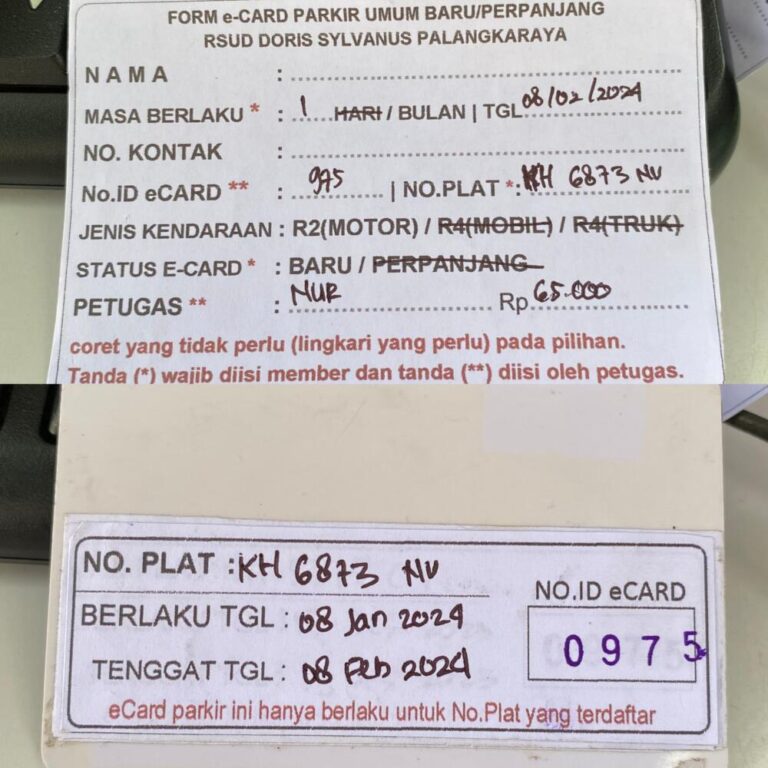 FORM e-CARD PARKIR UMUM BARU/PERPANJANG
RSUD DORIS SYLVANUS PALANGKARAYA
NAMA : ................
MASA BERLAKU * : 1 HARI / BULAN | TGL 08/02/2024
NO. KONTAK : ................
No.ID eCARD ** : 975 ........ | NO.PLAT *: KH 6873 NU
JENIS KENDARAAN : R2(MOTOR) / R4(MOBIL) / R4(TRUK)
STATUS E-CARD * : BARU / PERPANJANG
PETUGAS ** : NUR ........ Rp 65.000
coret yang tidak perlu (lingkari yang perlu) pada pilihan.
Tanda (*) wajib diisi member dan tanda (**) diisi oleh petugas.
NO. PLAT : KH 6873 NU
NO.ID eCARD
BERLAKU TGL : 08 Jan 2024
0975
TENGGAT TGL : 08 Feb 2024
eCard parkir ini hanya berlaku untuk No.Plat yang terdaftar